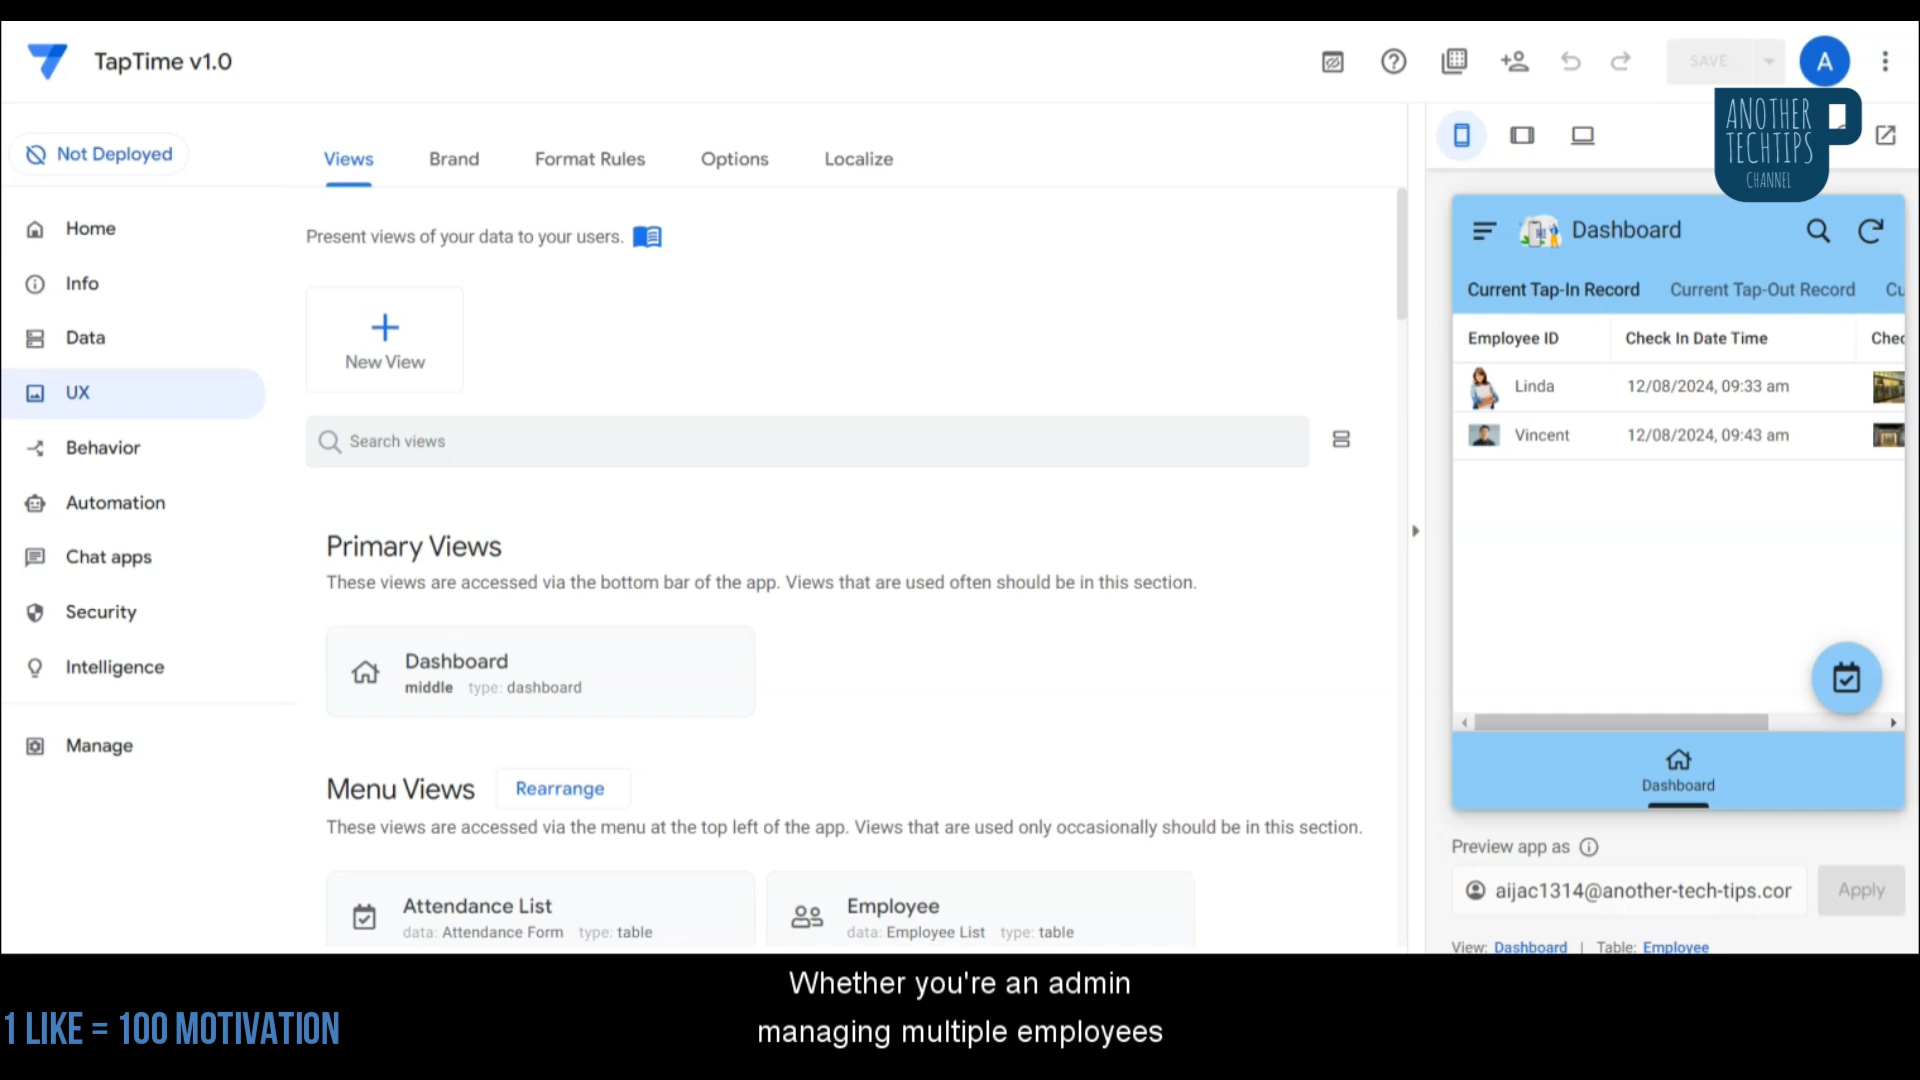 TapTime v1.0
SAVE
A
ANOTHER
TECHTIPS
CHANNEL
Not Deployed
Home
Info
Data
UX
Behavior
Automation
Chat apps
Security
Intelligence
Manage
Views
Brand
Format Rules
Options
Localize
Present views of your data to your users.
New View
Search views
Primary Views
These views are accessed via the bottom bar of the app. Views that are used often should be in this section.
Dashboard
middle type: dashboard
Menu Views
Rearrange
These views are accessed via the menu at the top left of the app. Views that are used only occasionally should be in this section.
Attendance List
data: Attendance Form type: table
Employee
data: Employee List type: table
Dashboard
Current Tap-In Record
Current Tap-Out Record
Cu
Employee ID
Check In Date Time
Chec
Linda
12/08/2024, 09:33 am
Vincent
12/08/2024, 09:43 am
Dashboard
Preview app as
aijac1314@another-tech-tips.cor
Apply
View: Dashboard | Table: Employee
Whether you're an admin
managing multiple employees
1 LIKE = 100 MOTIVATION